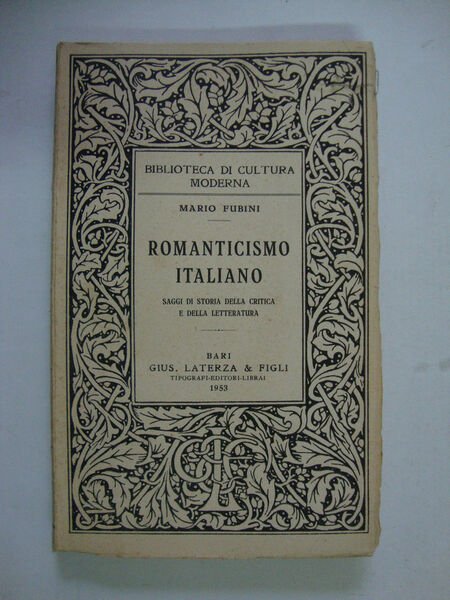 BIBLIOTECA DI CULTURA
MODERNA
MARIO FUBINI
ROMANTICISMO
ITALIANO
SAGGI DI STORIA DELLA CRITICA
E DELLA LETTERATURA
BARI
GIUS. LATERZA & FIGLI
TIPOGRAFI-EDITORI-LIBRAI
1953